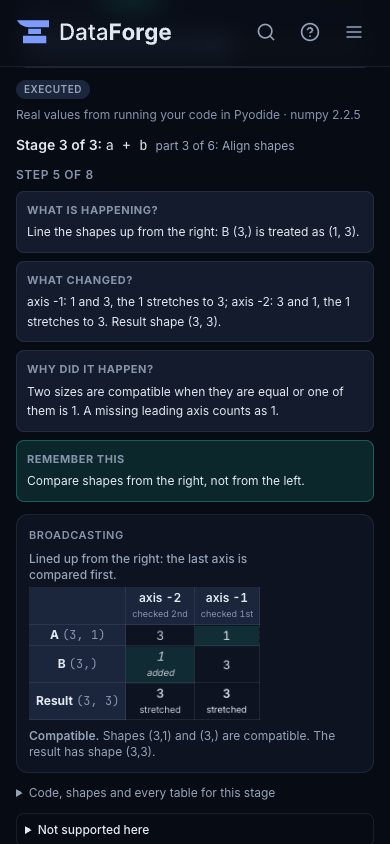 DataForge
EXECUTED
Real values from running your code in Pyodide · numpy 2.2.5
Stage 3 of 3: a + b part 3 of 6: Align shapes
STEP 5 OF 8
WHAT IS HAPPENING?
Line the shapes up from the right: B (3,) is treated as (1, 3).
WHAT CHANGED?
axis -1: 1 and 3, the 1 stretches to 3; axis -2: 3 and 1, the 1
stretches to 3. Result shape (3, 3).
WHY DID IT HAPPEN?
Two sizes are compatible when they are equal or one of
them is 1. A missing leading axis counts as 1.
REMEMBER THIS
Compare shapes from the right, not from the left.
BROADCASTING
Lined up from the right: the last axis is
compared first.
axis -2 axis -1
checked 2nd checked 1st
A (3, 1) 3 1
B (3,) 1 3
added
Result (3, 3) 3 3
stretched stretched
Compatible. Shapes (3,1) and (3,) are compatible. The
result has shape (3,3).
Code, shapes and every table for this stage
Not supported here